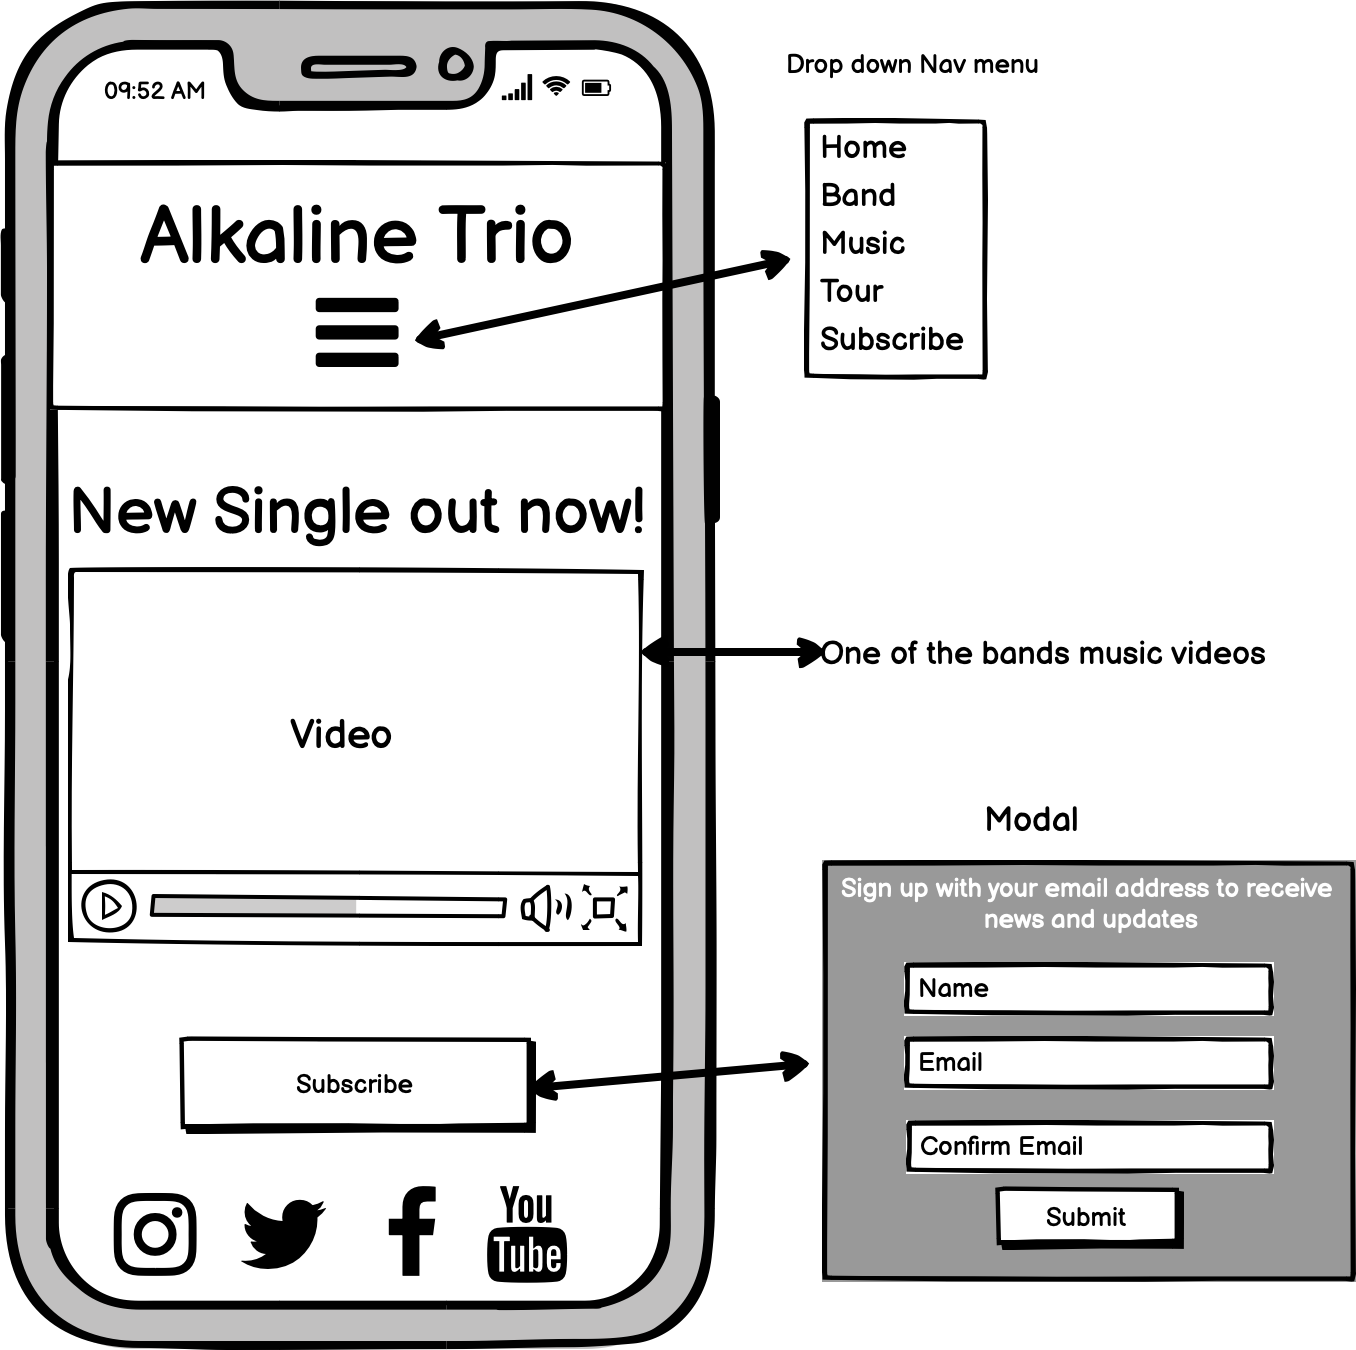 09:52 AM
Alkaline Trio
New Single out now!
Video
Subscribe
You
Tube
Drop down Nav menu
Home
Band
Music
Tour
Subscribe
One of the bands music videos
Modal
Sign up with your email address to receive
news and updates
Name
Email
Confirm Email
Submit